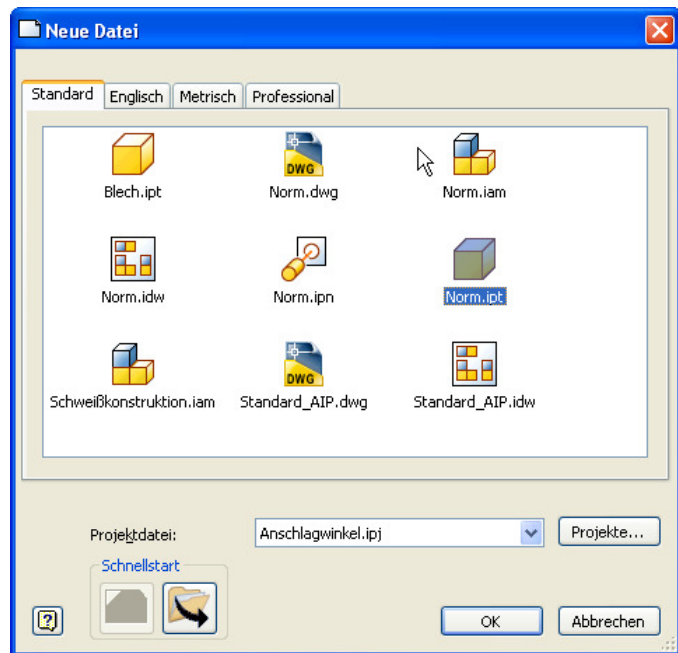 Neue Datei
Standard Englisch Metrisch Professional
DWG
Blech.ipt Norm.dwg Norm.iam
Norm.idw Norm.ipn Norm.ipt
DWG
Schweißkonstruktion.iam Standard_AIP.dwg Standard_AIP.idw
Projektdatei: Anschlagwinkel.ipj Projekte...
Schnellstart
? OK Abbrechen